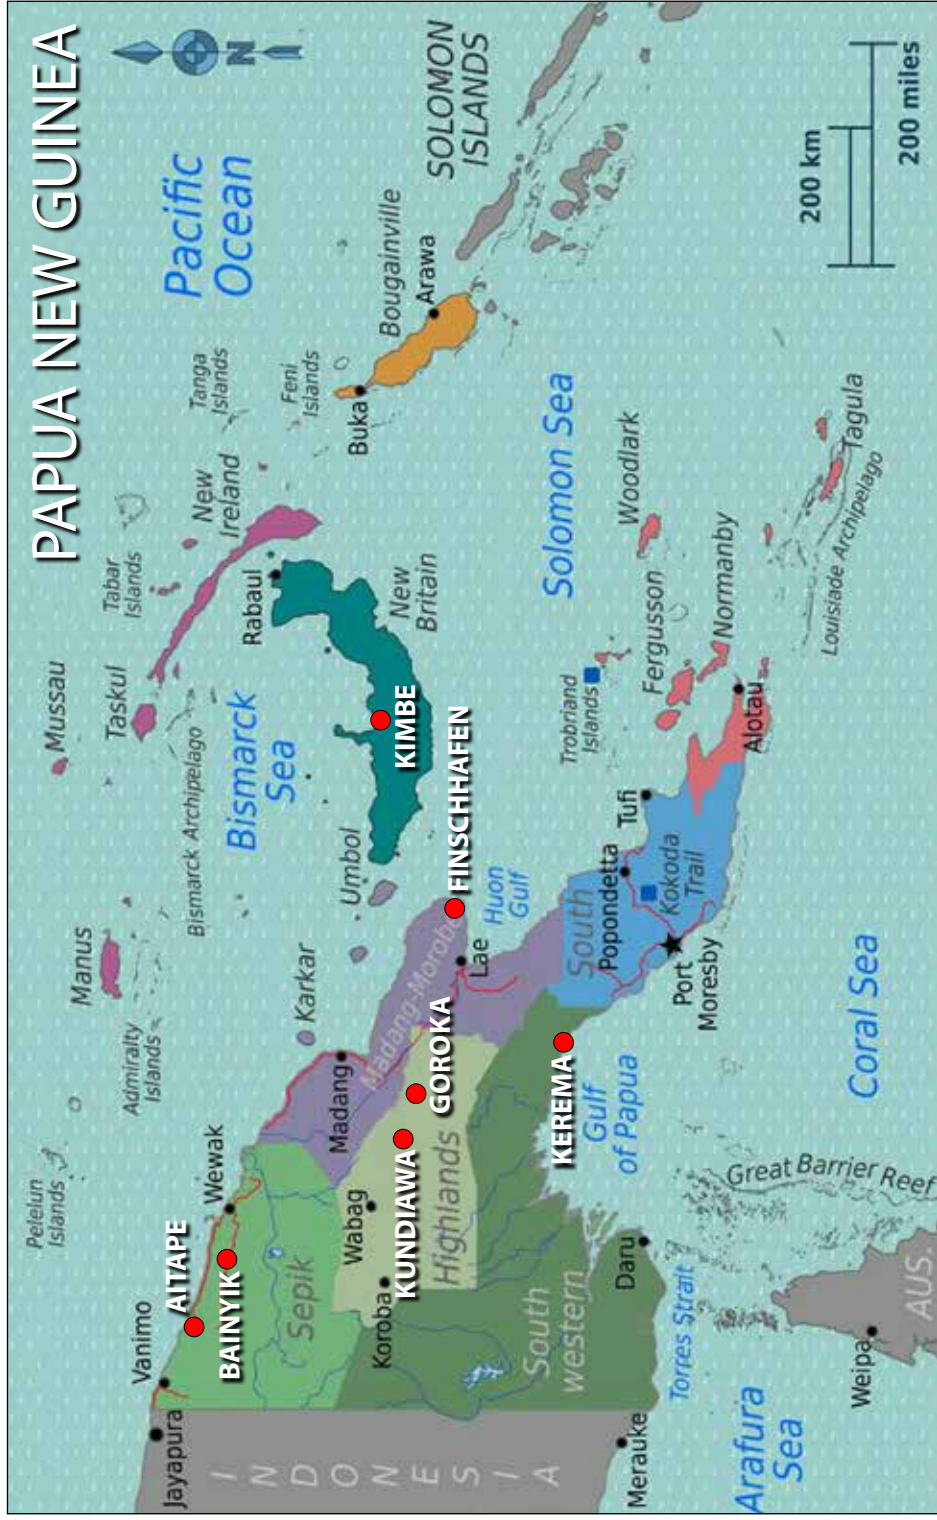 PAPUA NEW GUINEA
N
Pacific
Ocean
SOLOMON
ISLANDS
200 km
200 miles
Pelelun
Islands
Mussau
Tabar
Islands
Tanga
Islands
Manus
Taskul
New
Ireland
Feni
Islands
Admiralty
Islands
Bismarck Archipelago
Bismarck
Sea
Rabaul
Buka
Bougainville
Arawa
Jayapura
Vanimo
AITAPE
Wewak
BAINYIK
Karkar
Umbol
New
Britain
KIMBE
Sepik
Madang
Madang-Morobe
FINSCHHAFEN
Wabag
Koroba
KUNDIAWA
GOROKA
Highlands
Lae
Huon
Gulf
Solomon Sea
INDONESIA
South
western
KEREMA
Gulf
of Papua
South
Popondetta
Tufi
Kokoda
Trail
Trobriand
Islands
Woodlark
Fergusson
Normanby
Port
Moresby
Alotau
Tagula
Louisiade Archipelago
Merauke
Daru
Torres Strait
Coral Sea
Great Barrier Reef
Arafura
Sea
Weipa
AUS.